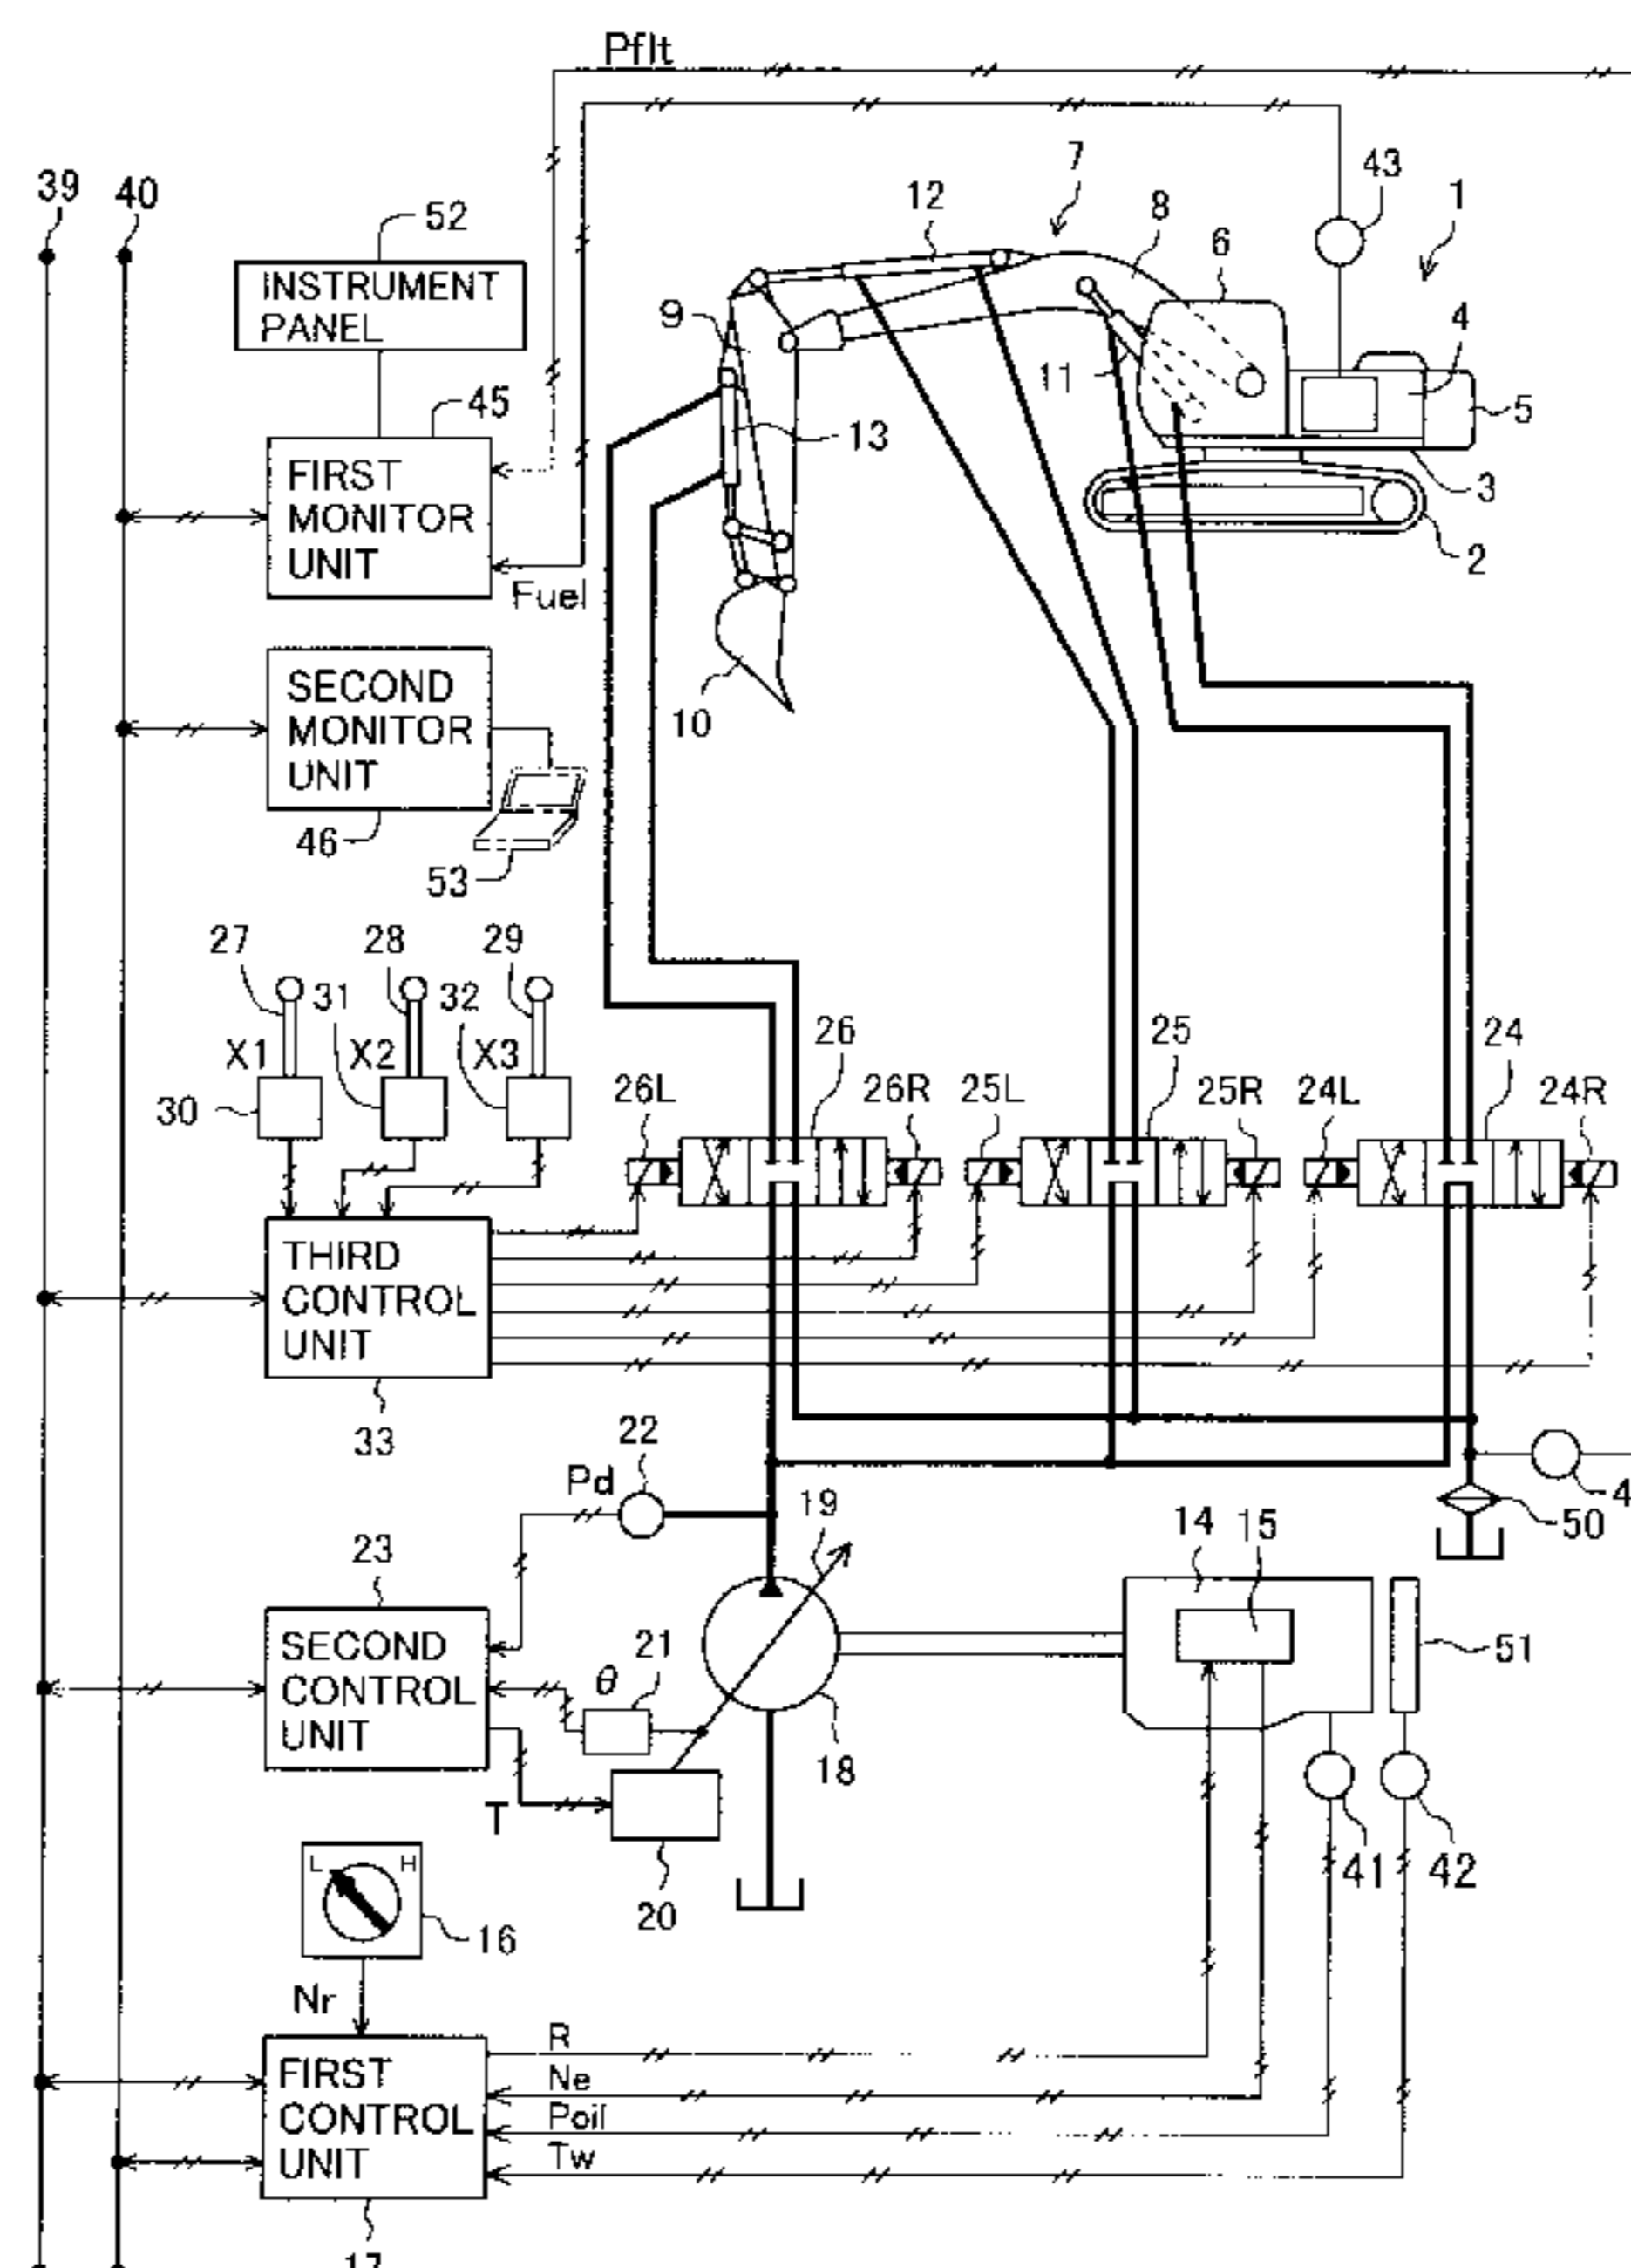 Pflt
39
40
52
INSTRUMENT
PANEL
7
43
12
8
1
6
9
4
11
5
45
13
FIRST
MONITOR
UNIT
3
2
Fuel
SECOND
MONITOR
UNIT
10
46
53
27
28
29
31
32
X1
X2
X3
30
26
25
24
26L
26R
25L
25R
24L
24R
THIRD
CONTROL
UNIT
33
22
Pd
19
14
15
4
50
23
SECOND
CONTROL
UNIT
θ
21
51
18
T
20
41
42
L
H
16
Nr
R
FIRST
CONTROL
UNIT
Ne
Poil
Tw
17